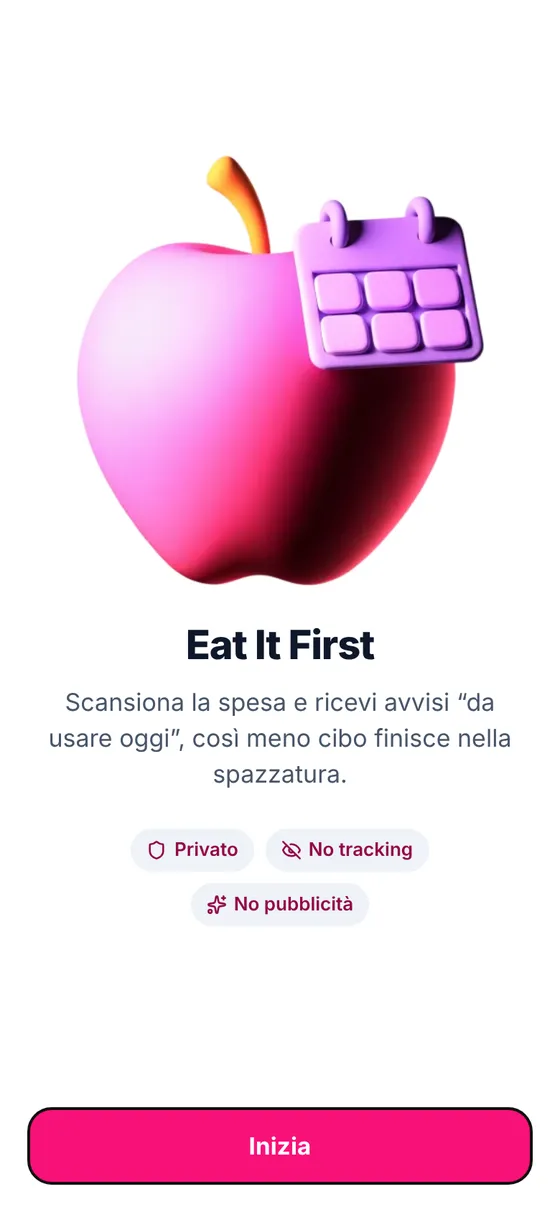 Eat It First
Scansiona la spesa e ricevi avvisi “da
usare oggi”, così meno cibo finisce nella
spazzatura.
Privato
No tracking
No pubblicità
Inizia